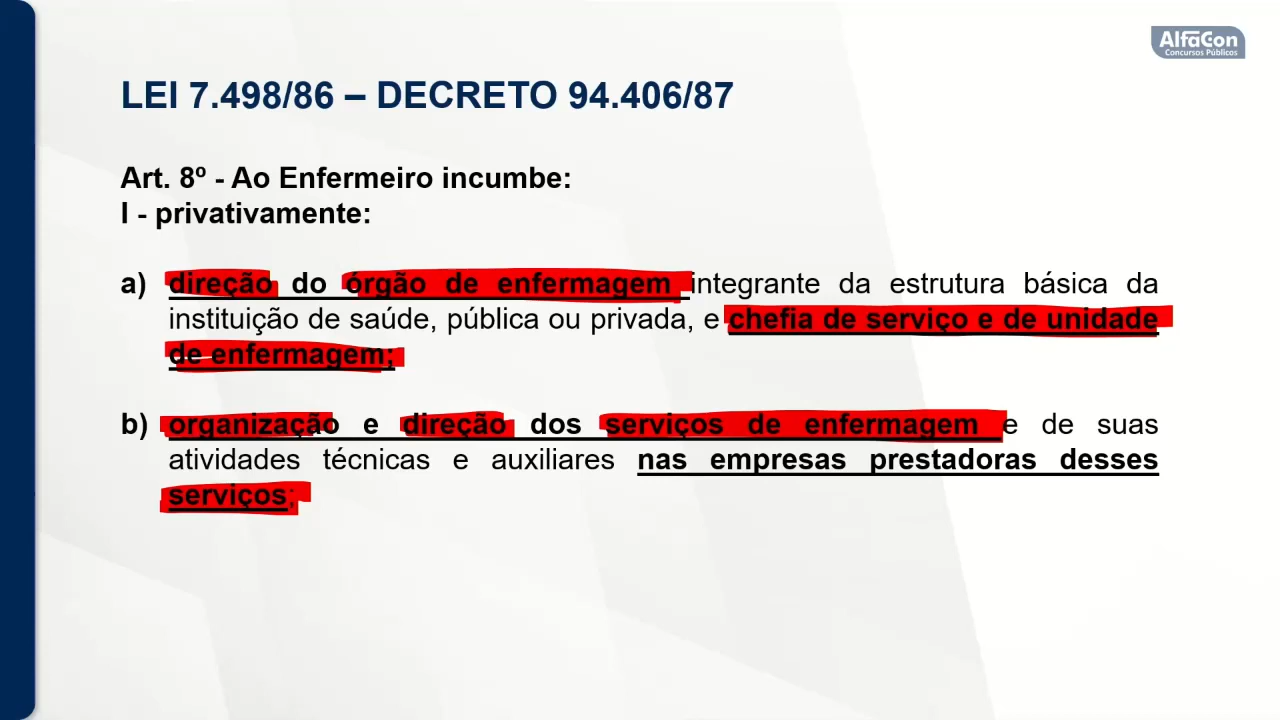 AlfaCon
Concursos Públicos
LEI 7.498/86 – DECRETO 94.406/87
Art. 8º - Ao Enfermeiro incumbe:
I - privativamente:
a) direção do órgão de enfermagem integrante da estrutura básica da
instituição de saúde, pública ou privada, e chefia de serviço e de unidade
de enfermagem;
b) organização e direção dos serviços de enfermagem e de suas
atividades técnicas e auxiliares nas empresas prestadoras desses
serviços;